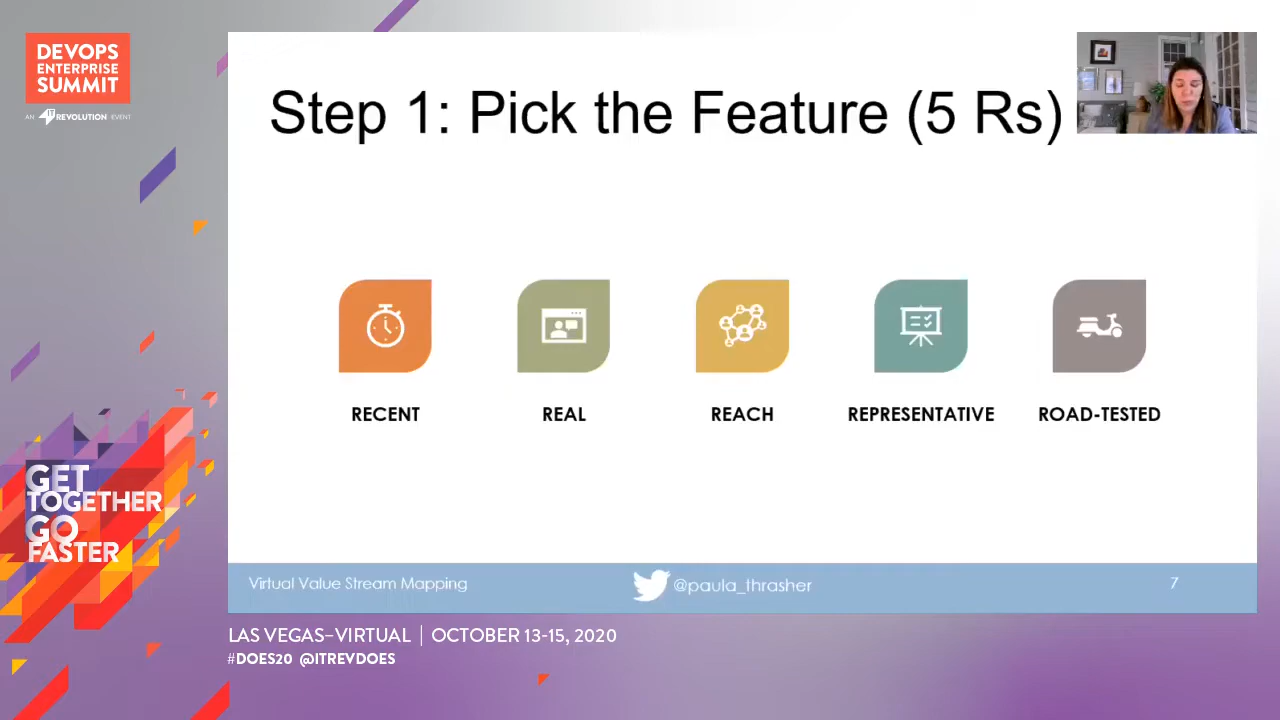 DEVOPS
ENTERPRISE
SUMMIT
AN IT REVOLUTION EVENT
Step 1: Pick the Feature (5 Rs)
RECENT
REAL
REACH
REPRESENTATIVE
ROAD-TESTED
GET
TOGETHER
GO
FASTER
Virtual Value Stream Mapping
@paula_thrasher
7
LAS VEGAS–VIRTUAL | OCTOBER 13-15, 2020
#DOES20 @ITREVDOES